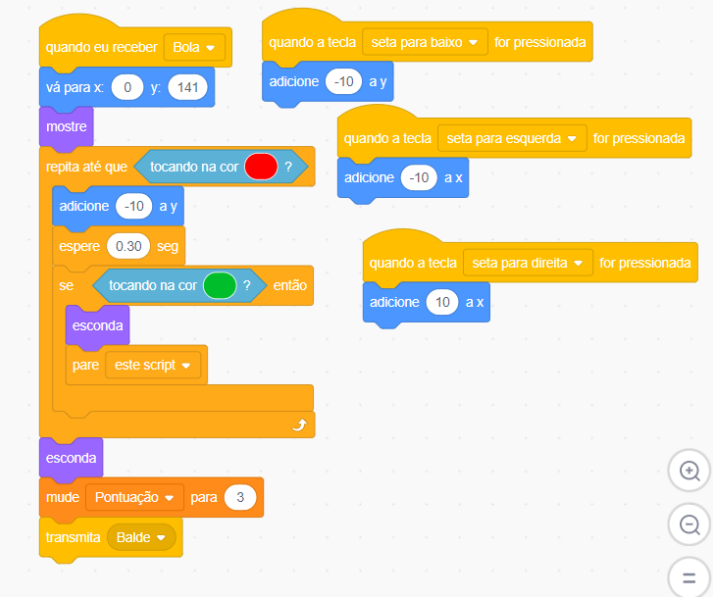 quando eu receber Bola
vá para x: 0 y: 141
mostre
repita até que tocando na cor ?
adicione -10 a y
espere 0.30 seg
se tocando na cor ? então
esconda
pare este script
esconda
mude Pontuação para 3
transmita Balde
quando a tecla seta para baixo for pressionada
adicione -10 a y
quando a tecla seta para esquerda for pressionada
adicione -10 a x
quando a tecla seta para direita for pressionada
adicione 10 a x